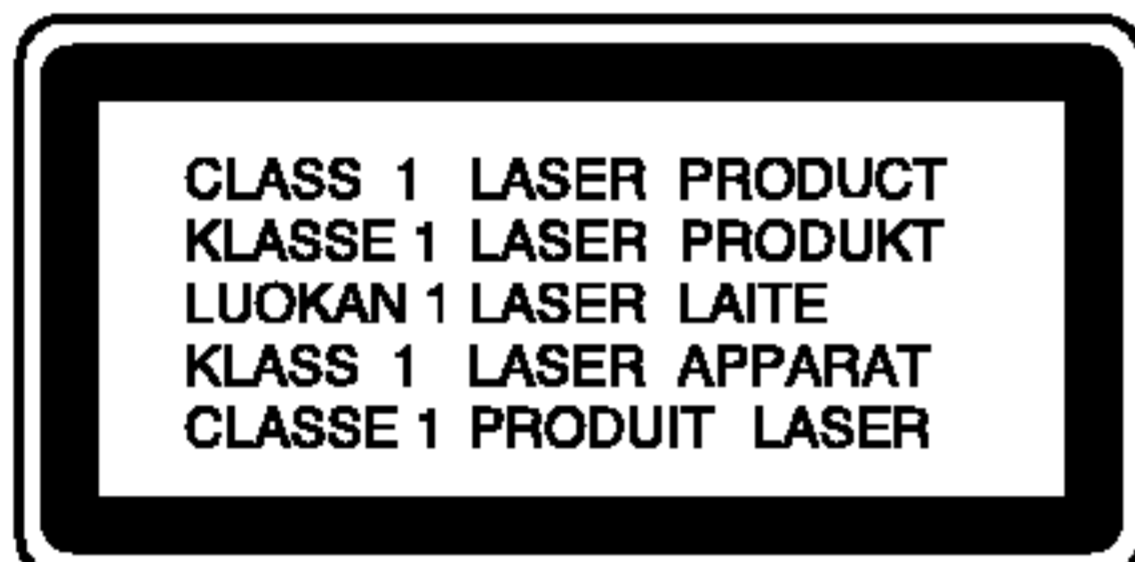 CLASS 1 LASER PRODUCT
KLASSE 1 LASER PRODUKT
LUOKAN 1 LASER LAITE
KLASS 1 LASER APPARAT
CLASSE 1 PRODUIT LASER